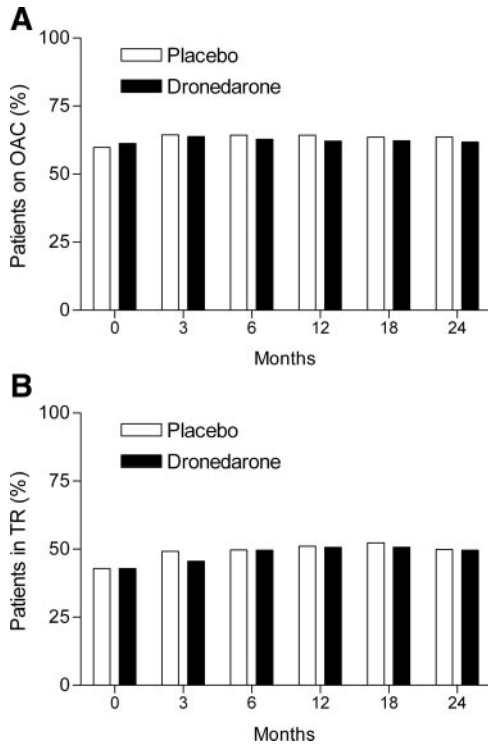 A
Patients on OAC (%)
100
75
50
25
0
Placebo
Dronedarone
0 3 6 12 18 24
Months
B
Patients in TR (%)
100
75
50
25
0
Placebo
Dronedarone
0 3 6 12 18 24
Months